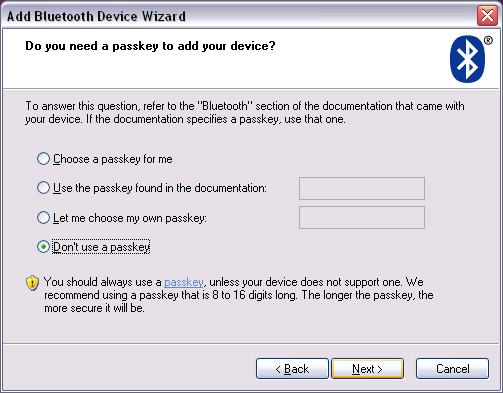 Add Bluetooth Device Wizard
Do you need a passkey to add your device?
®
To answer this question, refer to the "Bluetooth" section of the documentation that came with
your device. If the documentation specifies a passkey, use that one.
Choose a passkey for me
Use the passkey found in the documentation:
Let me choose my own passkey:
Don't use a passkey
You should always use a passkey, unless your device does not support one. We
recommend using a passkey that is 8 to 16 digits long. The longer the passkey, the
more secure it will be.
< Back Next > Cancel